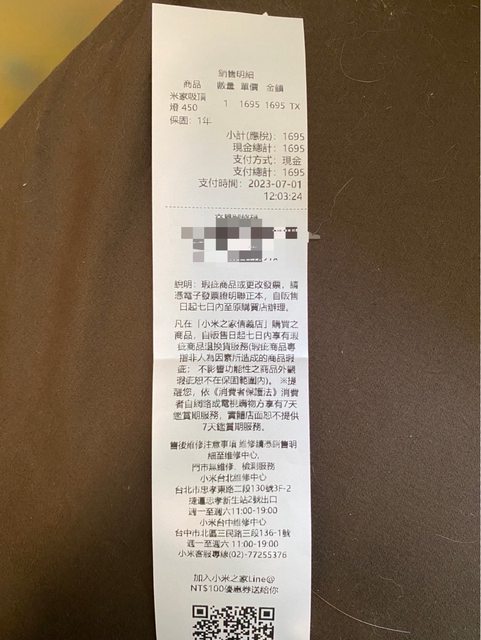 銷售明細
商品 數量 單價 金額
米家吸頂
燈 450 1 1695 1695 TX
保固：1年
小計(應稅)：1695
現金總計：1695
支付方式：現金
支付總計：1695
支付時間：2023-07-01
12:03:24
說明：瑕疵商品或更改發票，請
憑電子發票證明聯正本，自販售
日起七日內至原購買店辦理。
凡在「小米之家信義店」購買之
商品，自販售日起七日內享有瑕
疵商品退換貨服務(瑕疵商品專
指非人為因素所造成的商品瑕
疵；不影響功能性之商品外觀
瑕疵恕不在保固範圍內)。※提
醒您，依《消費者保護法》消費
者自網路或電視購物方享有7天
鑑賞期服務，實體店面恕不提供
7天鑑賞期服務。
售後維修注意事項 維修請憑銷售明
細至維修中心.
門市無維修、檢測服務
小米台北維修中心
台北市忠孝東路二段130號3F-2
捷運忠孝新生站2號出口
週一至週六11:00-19:00
小米台中維修中心
台中市北區三民路三段136-1號
週一至週六 11:00-19:00
小米客服專線(02)-77255376
加入小米之家Line@
NT$100優惠券送給你